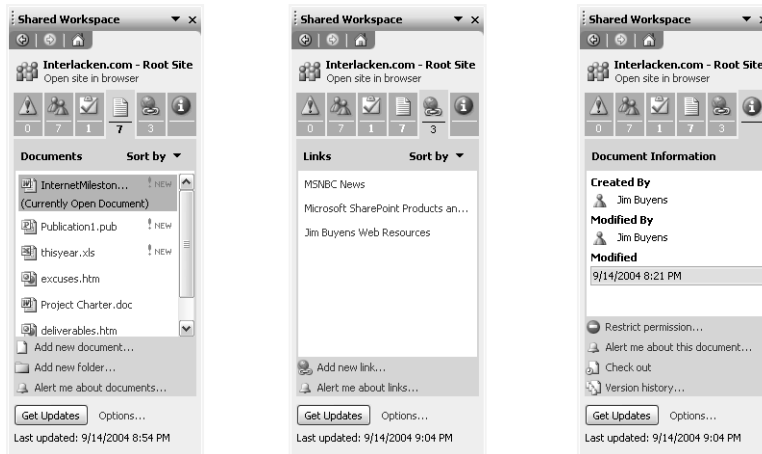 Shared Workspace
Interlacken.com - Root Site
Open site in browser
0 7 1 7 3
Documents Sort by
InternetMileston... NEW
(Currently Open Document)
Publication1.pub NEW
thisyear.xls NEW
excuses.htm
Project Charter.doc
deliverables.htm
Add new document...
Add new folder...
Alert me about documents...
Get Updates Options...
Last updated: 9/14/2004 8:54 PM
Shared Workspace
Interlacken.com - Root Site
Open site in browser
0 7 1 7 3
Links Sort by
MSNBC News
Microsoft SharePoint Products an...
Jim Buyens Web Resources
Add new link...
Alert me about links...
Get Updates Options...
Last updated: 9/14/2004 9:04 PM
Shared Workspace
Interlacken.com - Root Site
Open site in browser
0 7 1 7 3
Document Information
Created By
Jim Buyens
Modified By
Jim Buyens
Modified
9/14/2004 8:21 PM
Restrict permission...
Alert me about this document...
Check out
Version history...
Get Updates Options...
Last updated: 9/14/2004 9:04 PM